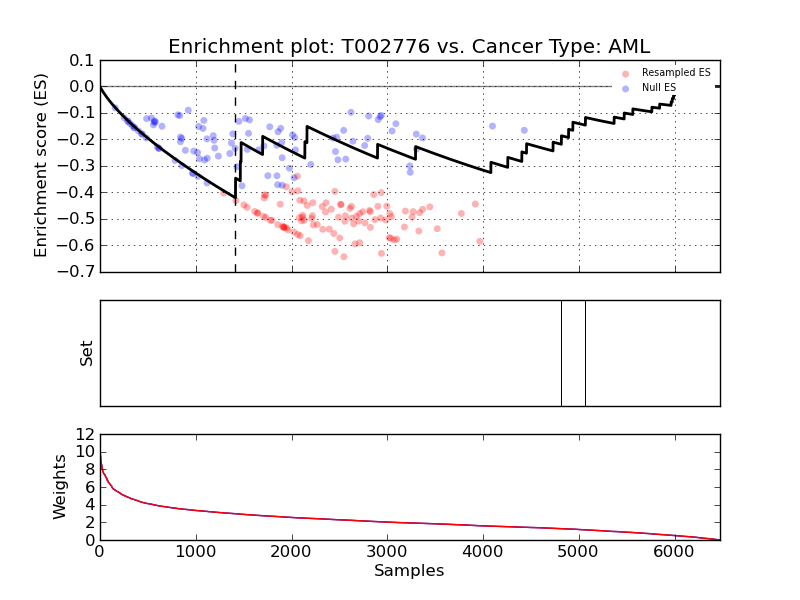 Enrichment plot: T002776 vs. Cancer Type: AML
Enrichment score (ES)
0.1
0.0
−0.1
−0.2
−0.3
−0.4
−0.5
−0.6
−0.7
Resampled ES
Null ES
Set
Weights
12
10
8
6
4
2
0
0 1000 2000 3000 4000 5000 6000
Samples